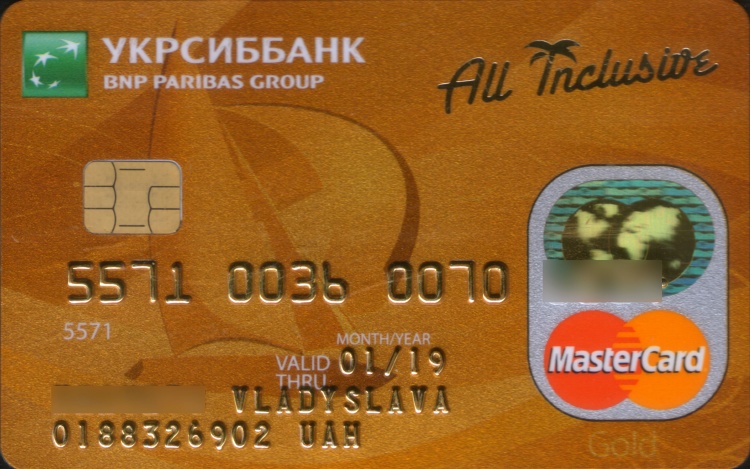 УКРСИББАНК
BNP PARIBAS GROUP
All Inclusive
5571 0036 0070
5571
MONTH/YEAR
VALID THRU 01/19
VLADYSLAVA
0188326902 UAH
MasterCard
Gold